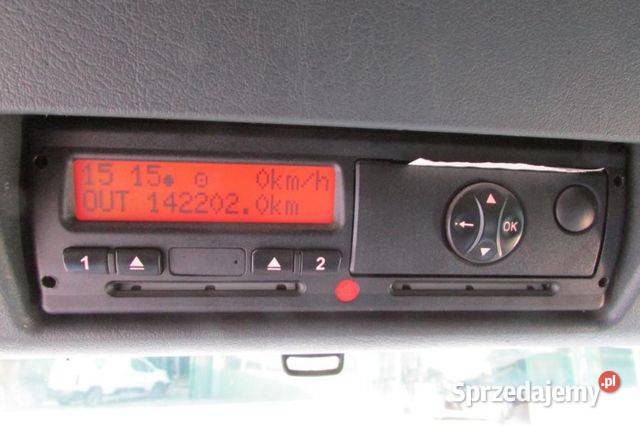 15 15 0km/h
OUT 142202.0km
OK
1 2
Sprzedajemy.pl